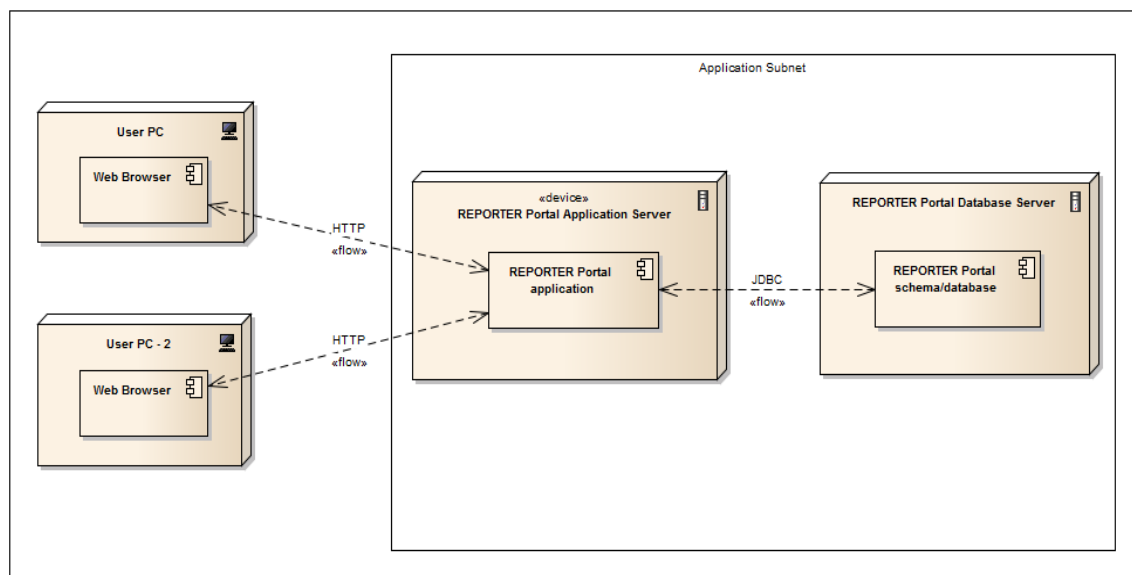 Application Subnet
User PC
Web Browser
HTTP
«flow»
«device»
REPORTER Portal Application Server
REPORTER Portal
application
JDBC
«flow»
REPORTER Portal Database Server
REPORTER Portal
schema/database
User PC - 2
Web Browser
HTTP
«flow»